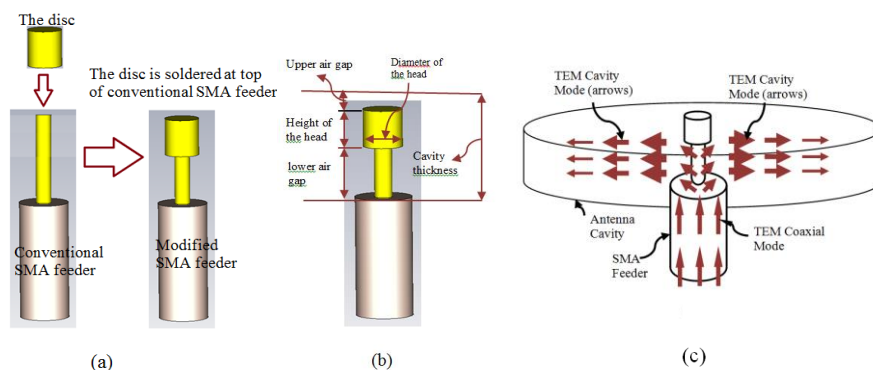 The disc
The disc is soldered at top
of conventional SMA feeder
Conventional
SMA feeder
Modified
SMA feeder
(a)
Upper air gap
Diameter of
the head
Height of
the head
lower air
gap
Cavity
thickness
(b)
TEM Cavity
Mode (arrows)
TEM Cavity
Mode (arrows)
Antenna
Cavity
SMA
Feeder
TEM Coaxial
Mode
(c)